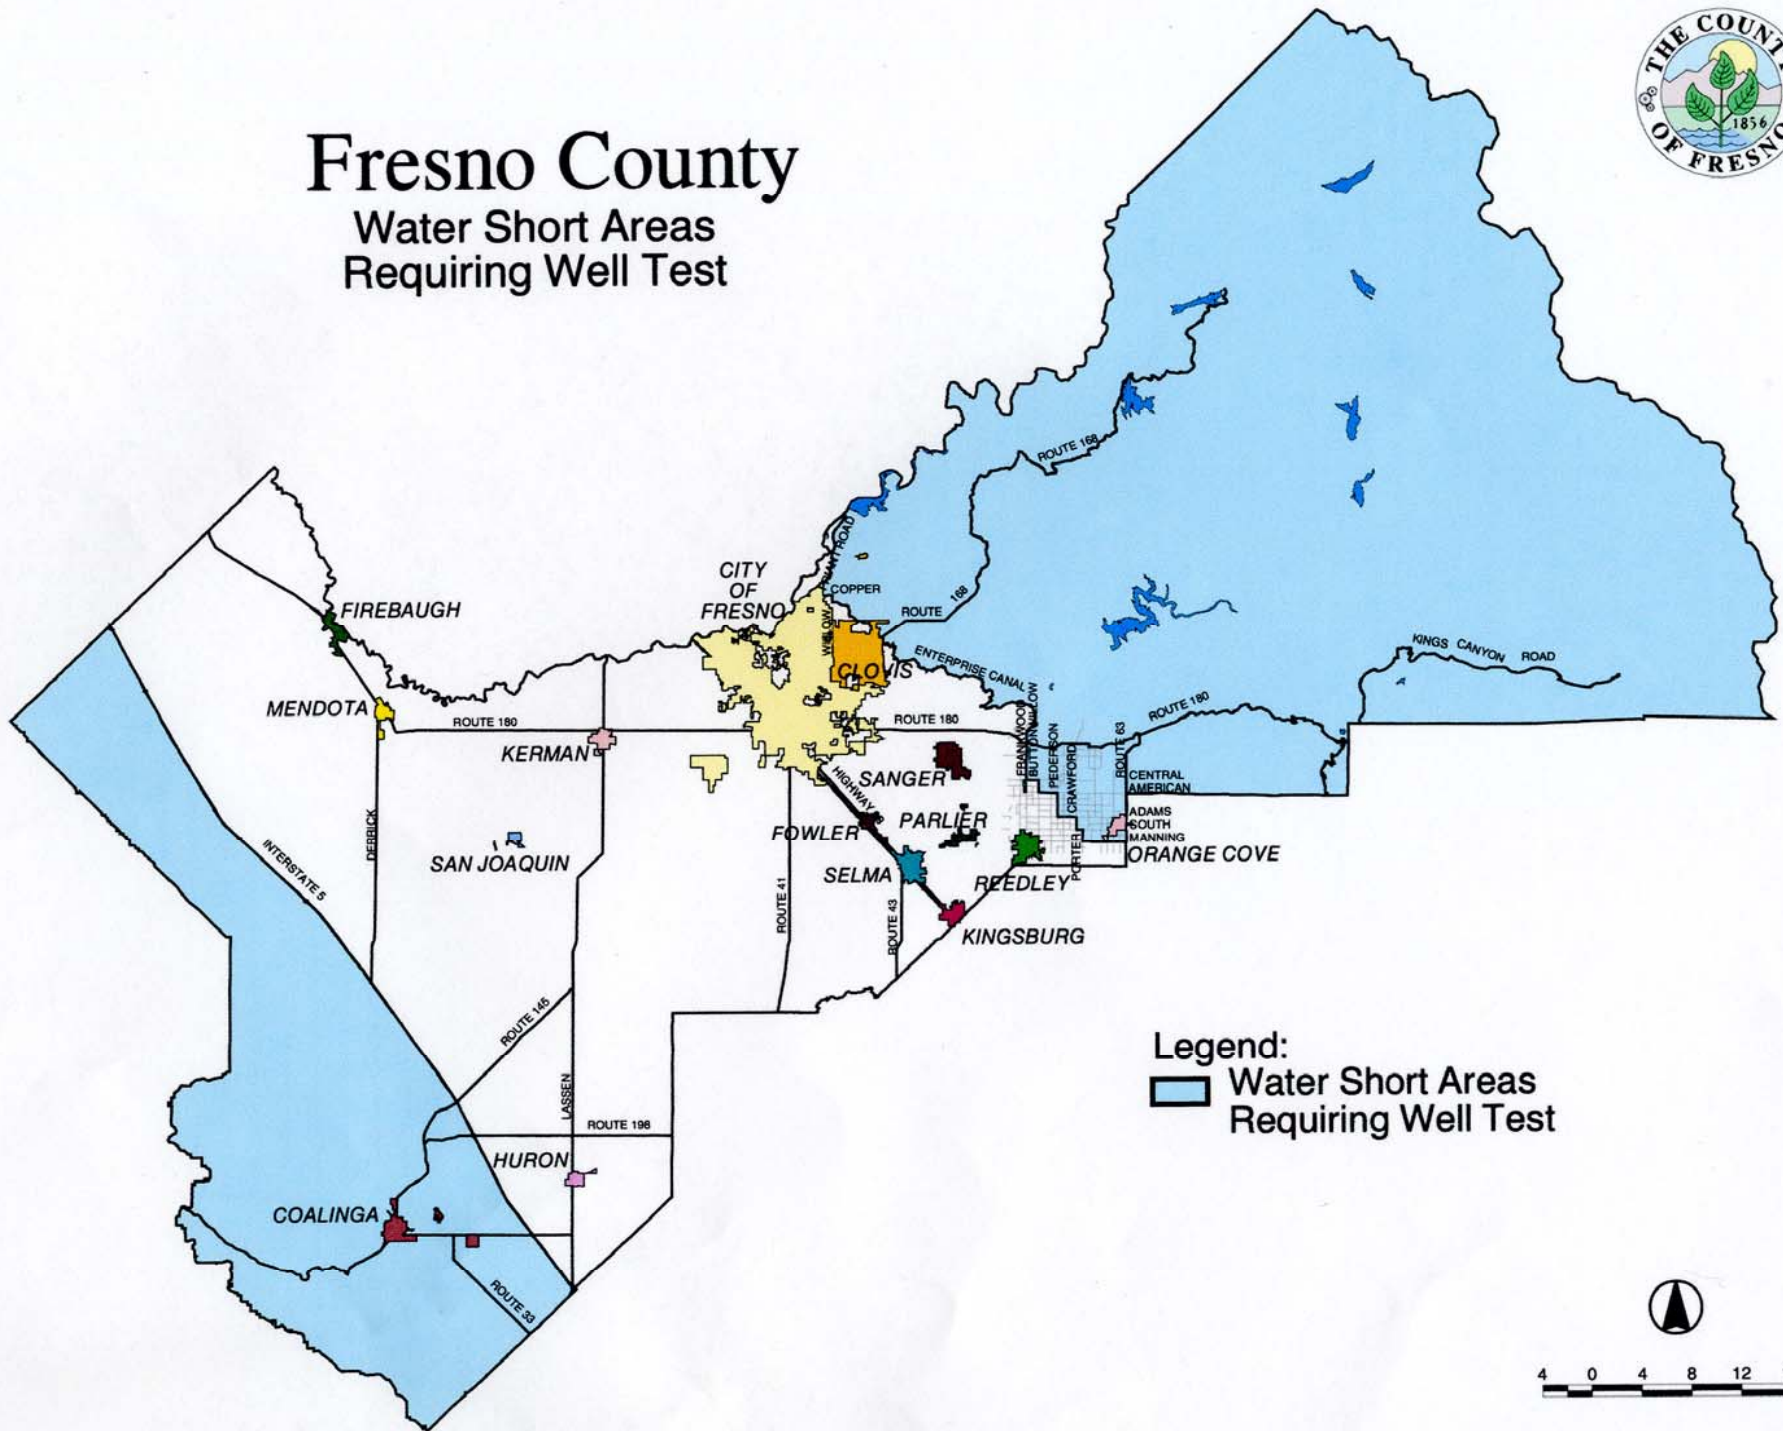 Fresno County
Water Short Areas
Requiring Well Test
THE COUNTY
OF FRESNO
1856
ROUTE 168
FRIANT ROAD
CITY
OF
FRESNO
COPPER
ROUTE 168
WILLOW
FIREBAUGH
CLOVIS
ENTERPRISE CANAL
KINGS CANYON ROAD
MENDOTA
ROUTE 180
ROUTE 180
ROUTE 180
KERMAN
FRANKWOOD
BUTTONWILLOW
PEDERSON
CRAWFORD
ROUTE 63
SANGER
HIGHWAY
CENTRAL
AMERICAN
ADAMS
SOUTH
MANNING
FOWLER
PARLIER
DERRICK
SAN JOAQUIN
ORANGE COVE
PORTER
INTERSTATE 5
SELMA
REEDLEY
ROUTE 41
ROUTE 43
KINGSBURG
ROUTE 145
LASSEN
ROUTE 198
HURON
COALINGA
ROUTE 33
Legend:
Water Short Areas
Requiring Well Test
4 0 4 8 12